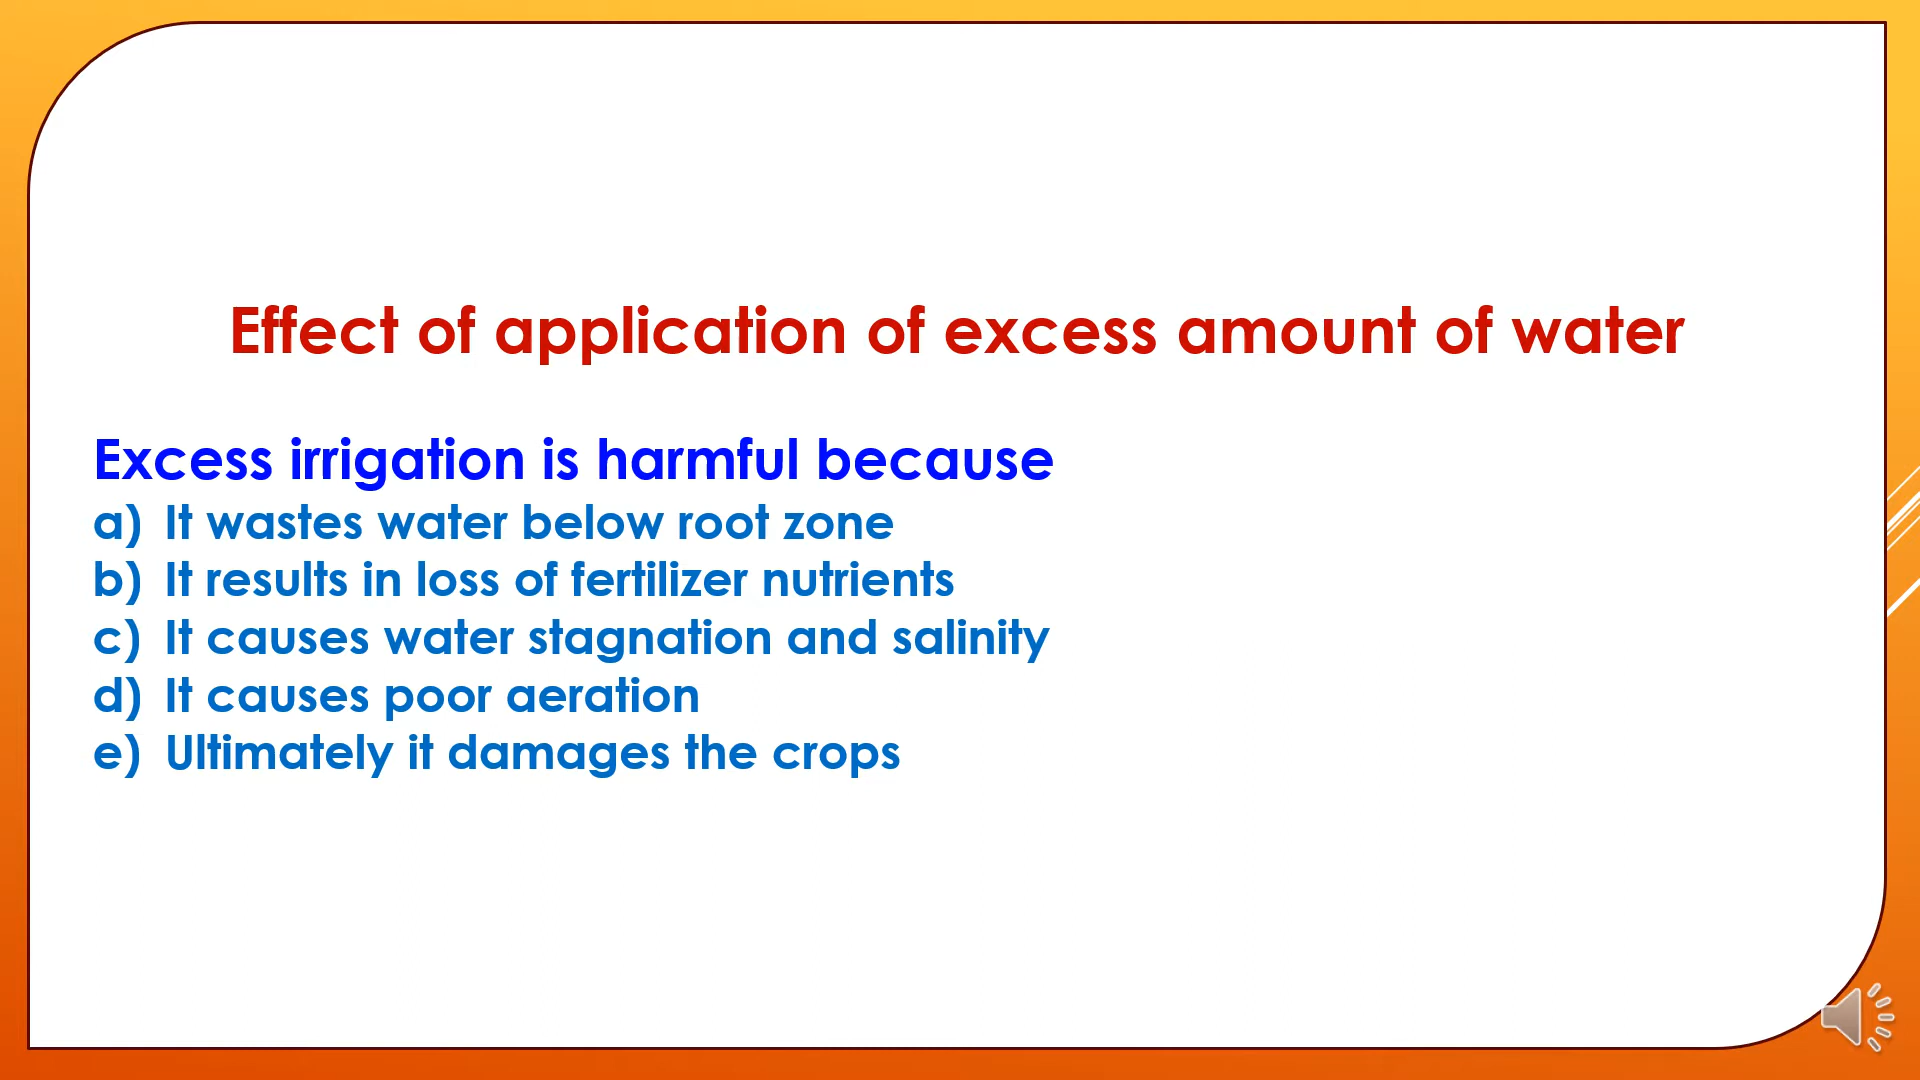 Effect of application of excess amount of water
Excess irrigation is harmful because
a) It wastes water below root zone
b) It results in loss of fertilizer nutrients
c) It causes water stagnation and salinity
d) It causes poor aeration
e) Ultimately it damages the crops